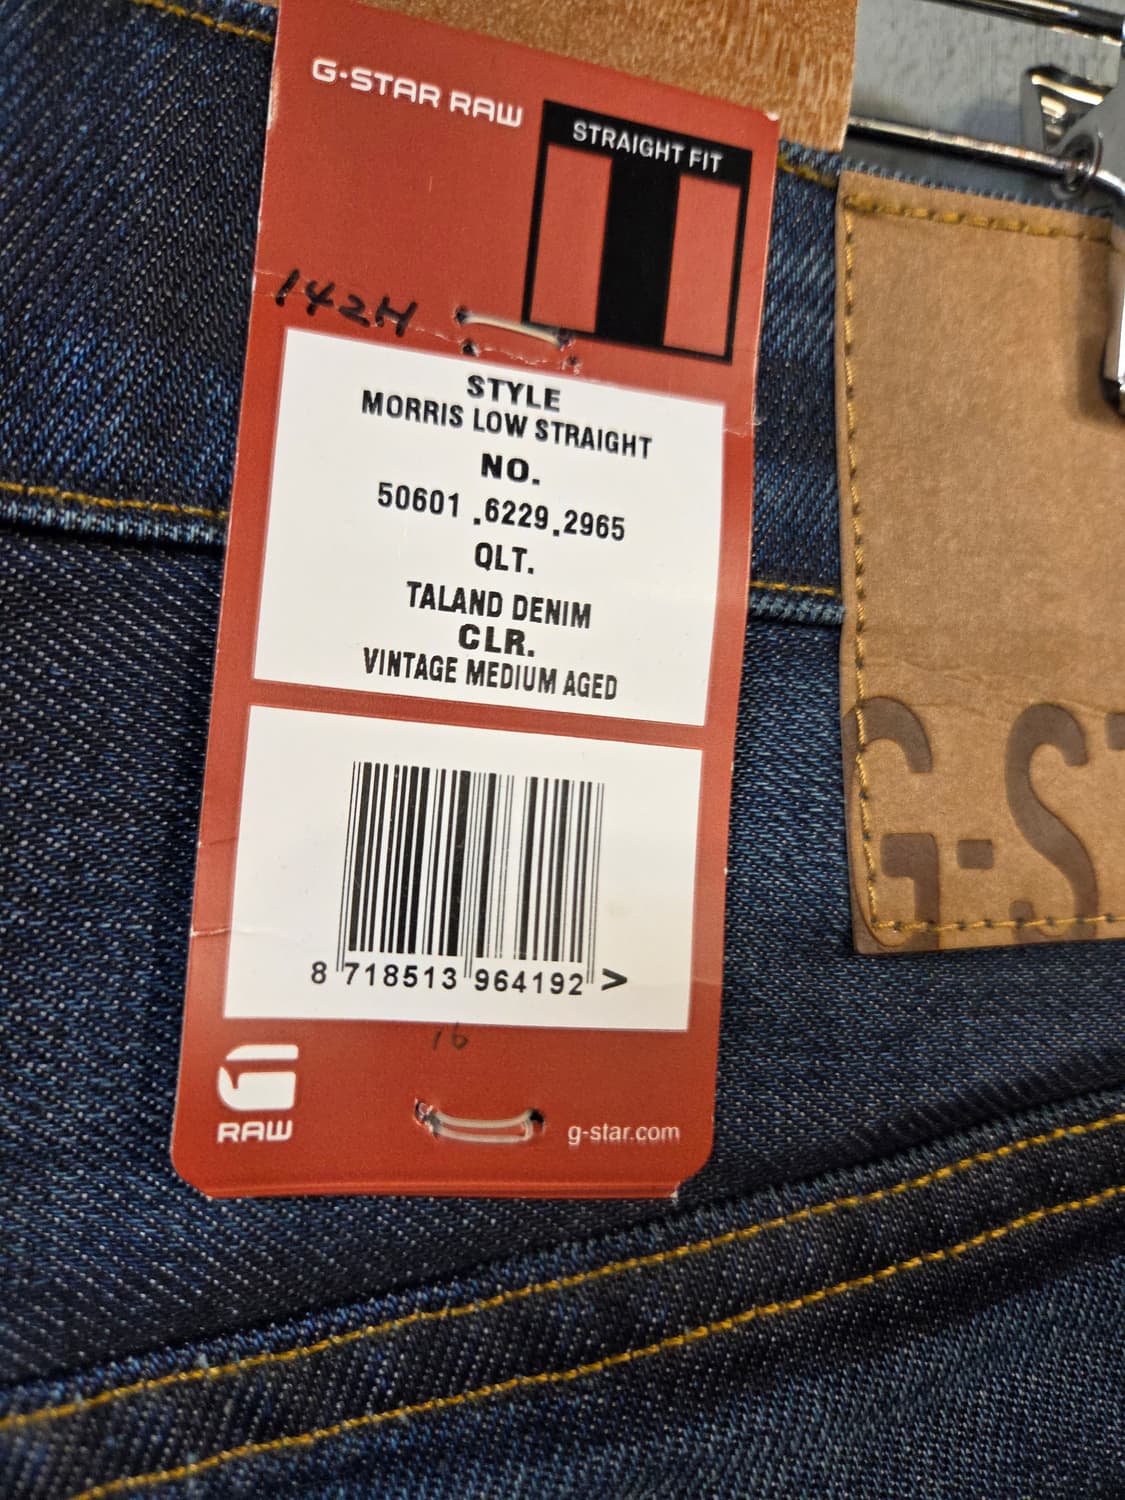 G-STAR RAW
STRAIGHT FIT
142H
STYLE
MORRIS LOW STRAIGHT
NO.
50601 .6229.2965
QLT.
TALAND DENIM
CLR.
VINTAGE MEDIUM AGED
8 718513 964192 >
16
RAW
g-star.com
G-S